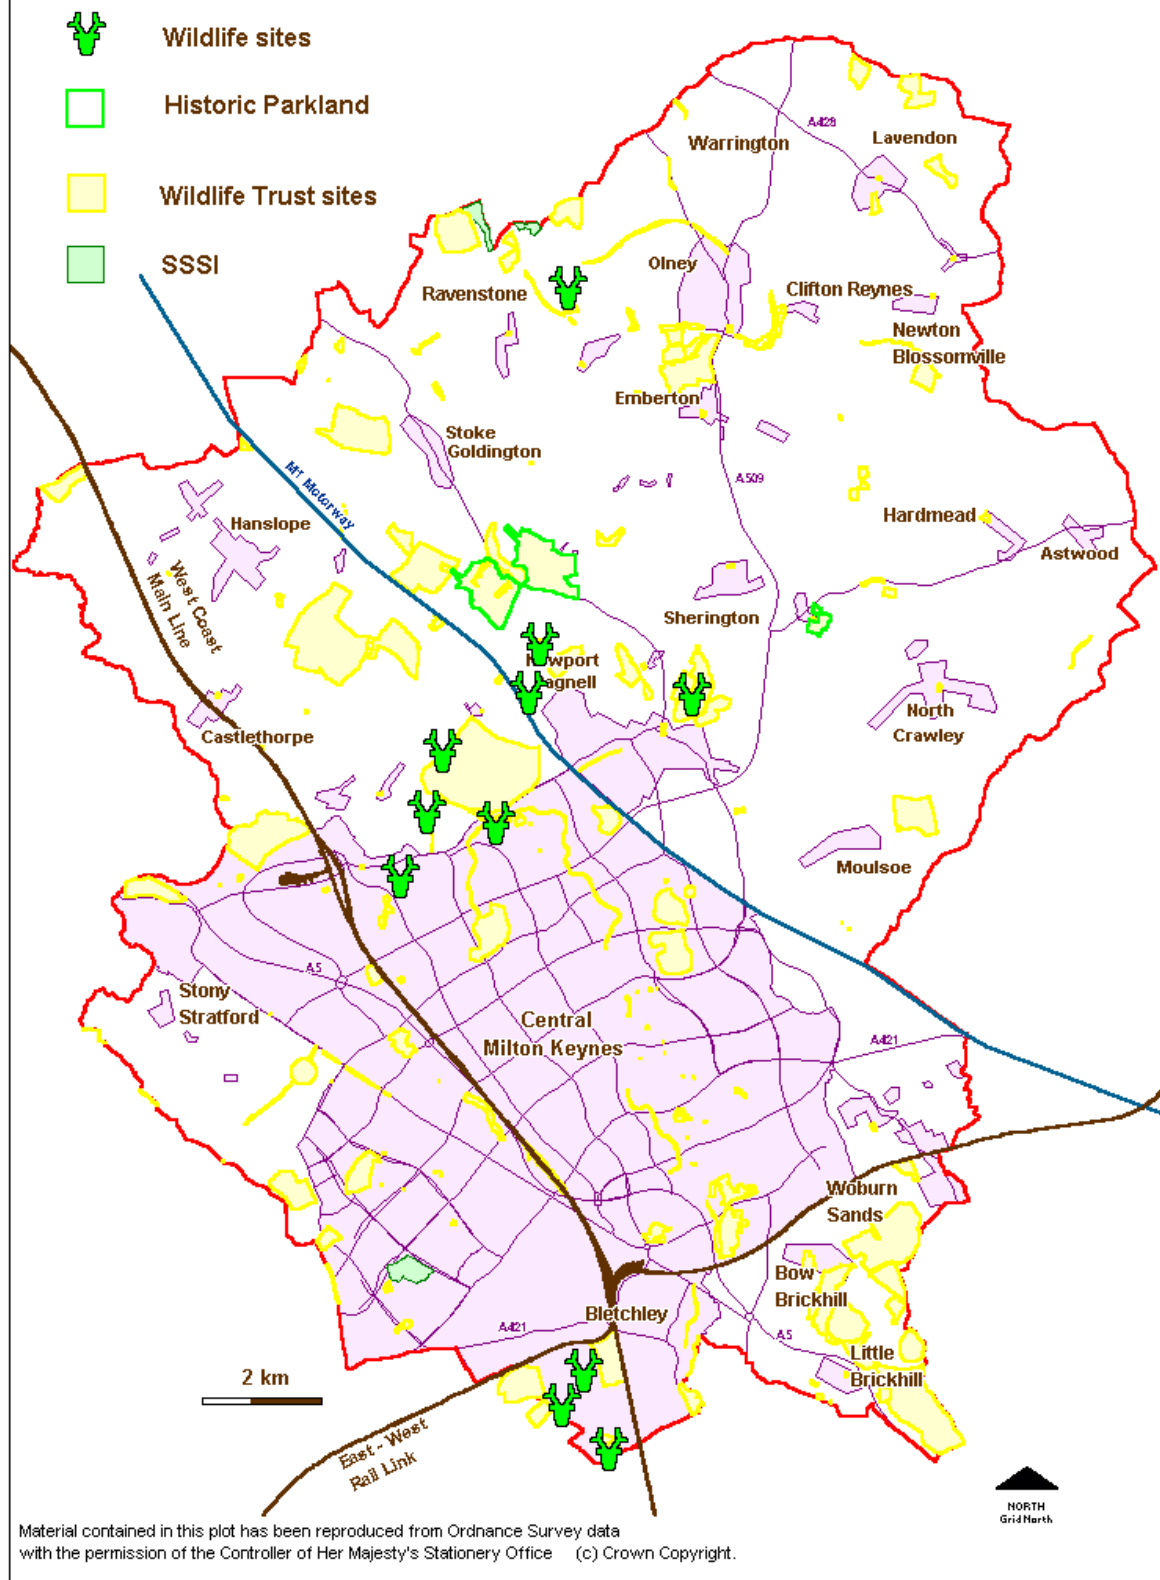 Wildlife sites
Historic Parkland
Wildlife Trust sites
SSSI
A428
Warrington
Lavendon
Olney
Ravenstone
Clifton Reynes
Newton
Blossomville
Emberton
Stoke
Goldington
A509
M1 Motorway
Hanslope
Hardmead
Astwood
West Coast
Main Line
Sherington
Newport
Pagnell
North
Crawley
Castlethorpe
Moulsoe
A5
Stony
Stratford
Central
Milton Keynes
A421
Woburn
Sands
Bow
Brickhill
Bletchley
A421
A5
Little
Brickhill
2 km
East - West
Rail Link
NORTH
Grid North
Material contained in this plot has been reproduced from Ordnance Survey data
with the permission of the Controller of Her Majesty's Stationery Office (c) Crown Copyright.